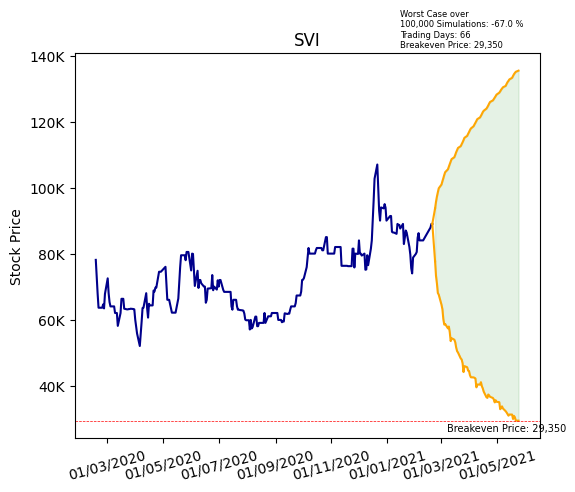 Worst Case over
100,000 Simulations: -67.0 %
Trading Days: 66
Breakeven Price: 29,350
SVI
140K
120K
100K
80K
60K
40K
Stock Price
Breakeven Price: 29,350
01/03/2020
01/05/2020
01/07/2020
01/09/2020
01/11/2020
01/01/2021
01/03/2021
01/05/2021